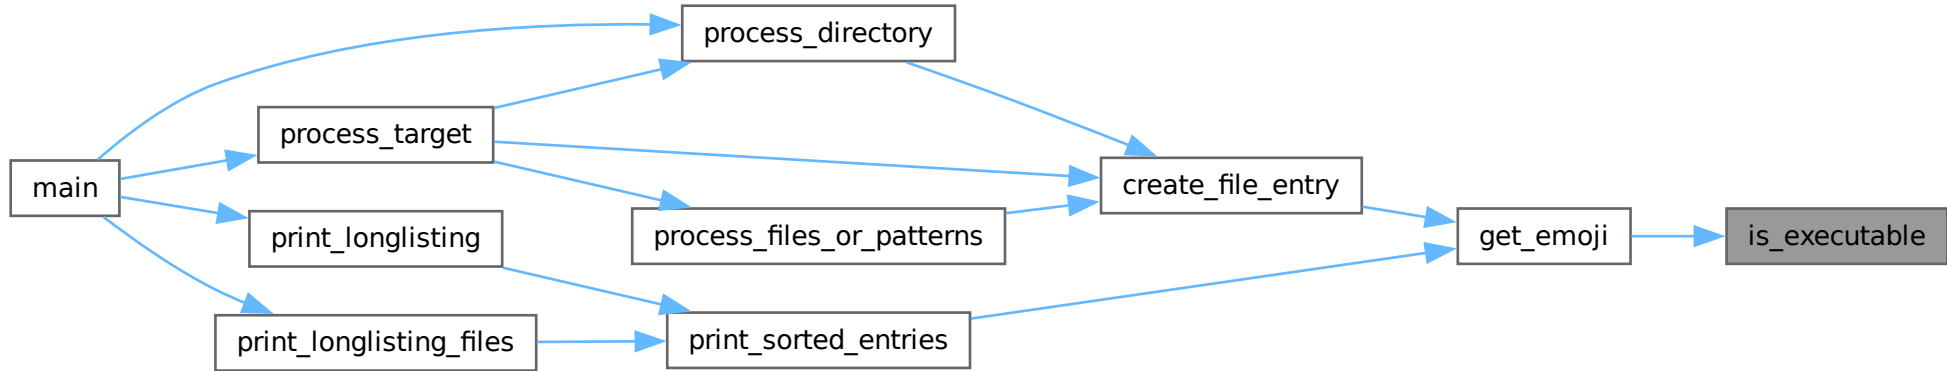 process_directory
process_target
main
create_file_entry
print_longlisting
process_files_or_patterns
get_emoji
is_executable
print_longlisting_files
print_sorted_entries